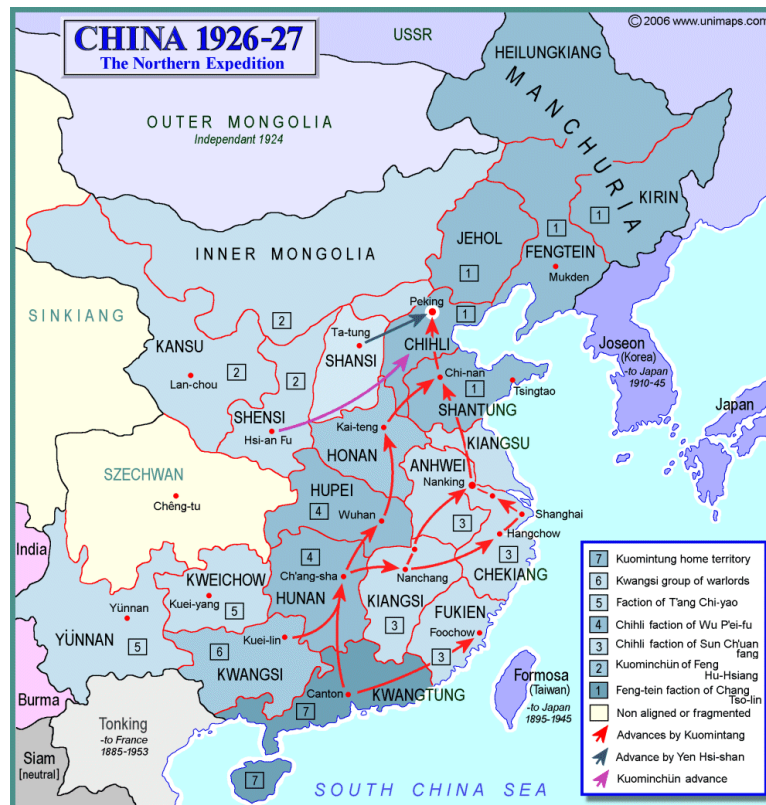 © 2006 www.unimaps.com
CHINA 1926-27
The Northern Expedition
USSR
HEILUNGKIANG
MANCHURIA
OUTER MONGOLIA
Independant 1924
KIRIN
1
JEHOL
1
1
FENGTEIN
Mukden
INNER MONGOLIA
SINKIANG
Peking
1
2
Ta-tung
CHIHLI
SHANSI
KANSU
2
2
Lan-chou
Chi-nan
1
Tsingtao
SHANTUNG
Joseon
(Korea)
-to Japan
1910-45
Japan
SHENSI
Hsi-an Fu
Kai-teng
KIANGSU
HONAN
ANHWEI
SZECHWAN
Nanking
HUPEI
Chêng-tu
4
Wuhan
Shanghai
3
Hangchow
India
4
3
CHEKIANG
KWEICHOW
Ch'ang-sha
Nanchang
Kuei-yang
5
HUNAN
KIANGSI
Yünnan
FUKIEN
YÜNNAN
5
Kuei-lin
3
Foochow
6
KWANGSI
3
Formosa
(Taiwan)
-to Japan
1895-1945
Canton
KWANGTUNG
Burma
7
Tonking
-to France
1885-1953
Siam
[neutral]
7
SOUTH CHINA SEA
7 Kuomintung home territory
6 Kwangsi group of warlords
5 Faction of T'ang Chi-yao
4 Chihli faction of Wu P'ei-fu
3 Chihli faction of Sun Ch'uan
fang
2 Kuominchün of Feng
Hu-Hsiang
1 Feng-tein faction of Chang
Tso-lin
Non aligned or fragmented
Advances by Kuomintang
Advance by Yen Hsi-shan
Kuominchün advance